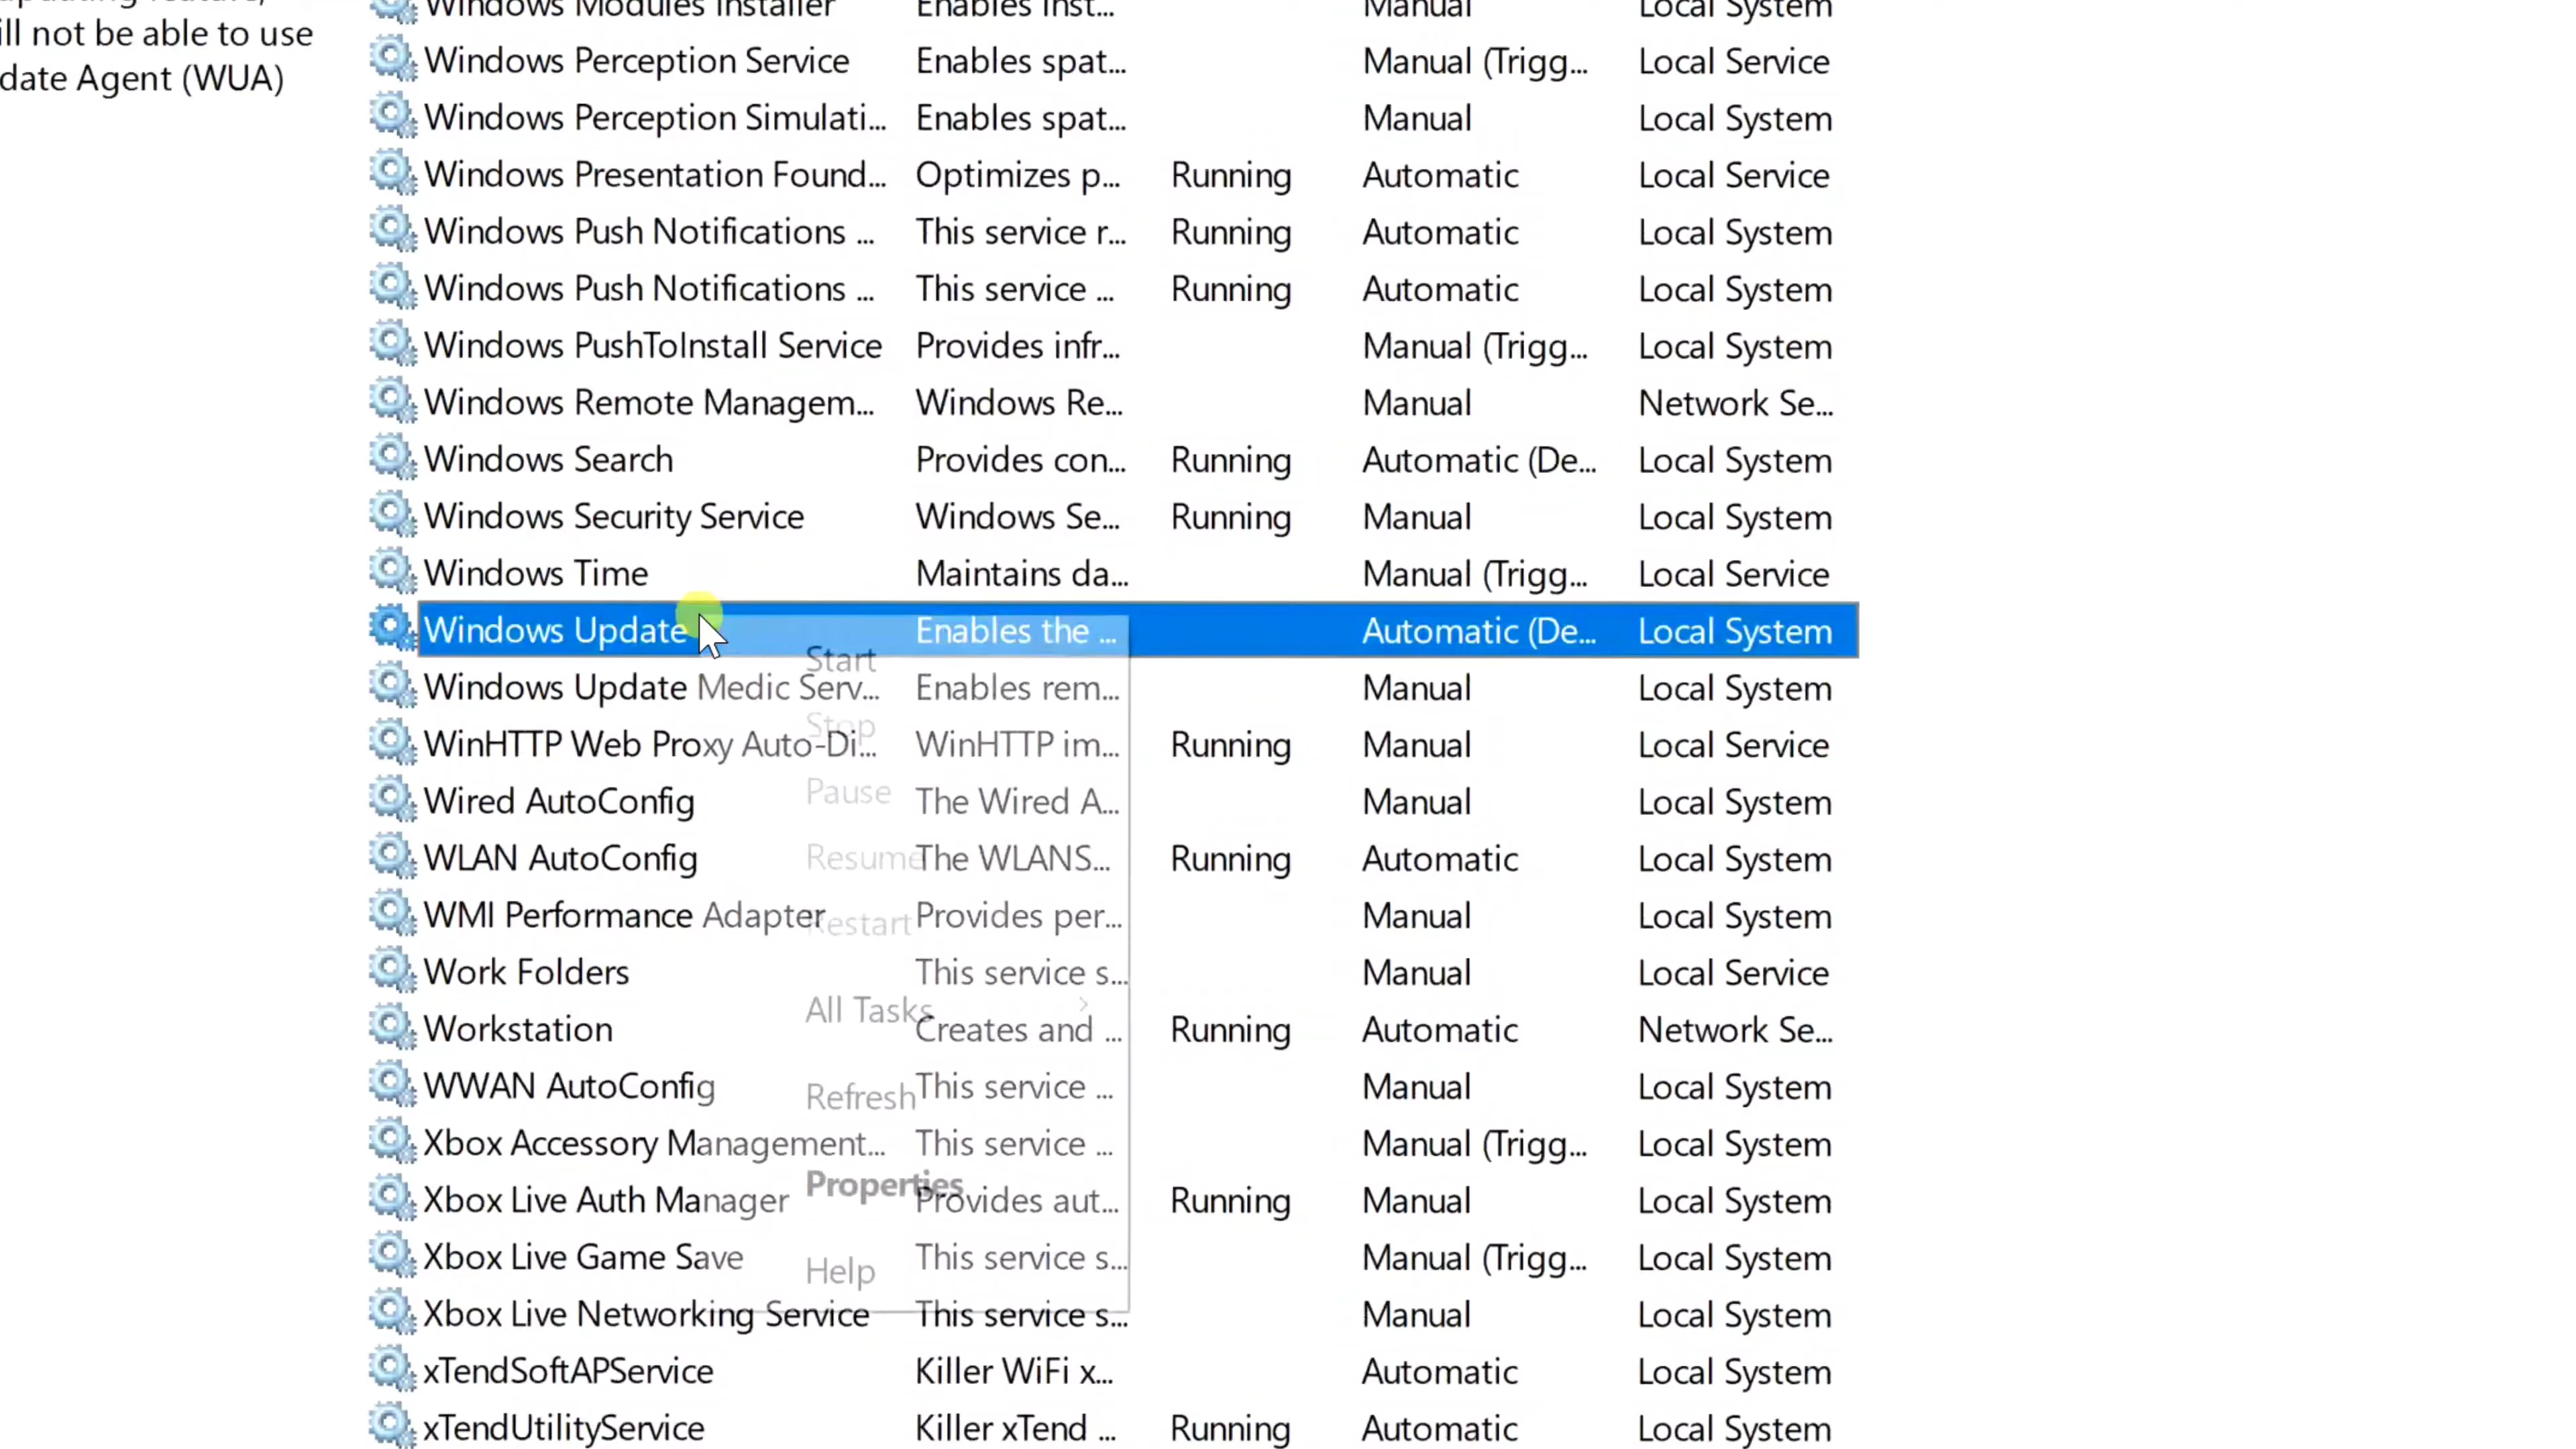 ill not be able to use
date Agent (WUA)
Windows Modules Installer Enables inst... Manual Local System
Windows Perception Service Enables spat... Manual (Trigg... Local Service
Windows Perception Simulati... Enables spat... Manual Local System
Windows Presentation Found... Optimizes p... Running Automatic Local Service
Windows Push Notifications ... This service r... Running Automatic Local System
Windows Push Notifications ... This service ... Running Automatic Local System
Windows PushToInstall Service Provides infr... Manual (Trigg... Local System
Windows Remote Managem... Windows Re... Manual Network Se...
Windows Search Provides con... Running Automatic (De... Local System
Windows Security Service Windows Se... Running Manual Local System
Windows Time Maintains da... Manual (Trigg... Local Service
Windows Update Enables the ... Automatic (De... Local System
Windows Update Medic Serv... Enables rem... Manual Local System
WinHTTP Web Proxy Auto-Di... WinHTTP im... Running Manual Local Service
Wired AutoConfig The Wired A... Manual Local System
WLAN AutoConfig The WLANS... Running Automatic Local System
WMI Performance Adapter Provides per... Manual Local System
Work Folders This service s... Manual Local Service
Workstation Creates and ... Running Automatic Network Se...
WWAN AutoConfig This service ... Manual Local System
Xbox Accessory Management... This service ... Manual (Trigg... Local System
Xbox Live Auth Manager Provides aut... Running Manual Local System
Xbox Live Game Save This service s... Manual (Trigg... Local System
Xbox Live Networking Service This service s... Manual Local System
xTendSoftAPService Killer WiFi x... Automatic Local System
xTendUtilityService Killer xTend ... Running Automatic Local System
Start
Stop
Pause
Resume
Restart
All Tasks
Refresh
Properties
Help